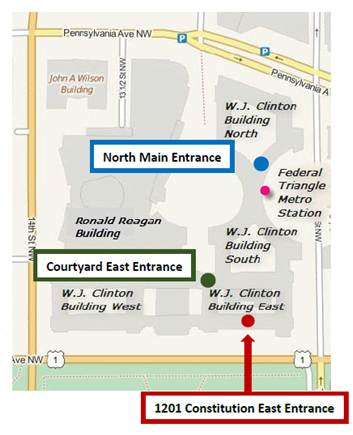 Pennsylvania Ave NW
P
P
Pennsylvania A
John A Wilson
Building
13 1/2 St NW
W.J. Clinton
Building
North
North Main Entrance
Federal
Triangle
Metro
Station
14th St NW
Ronald Reagan
Building
W.J. Clinton
Building
South
Courtyard East Entrance
W.J. Clinton
Building West
W.J. Clinton
Building East
Ave NW
1
1
1201 Constitution East Entrance